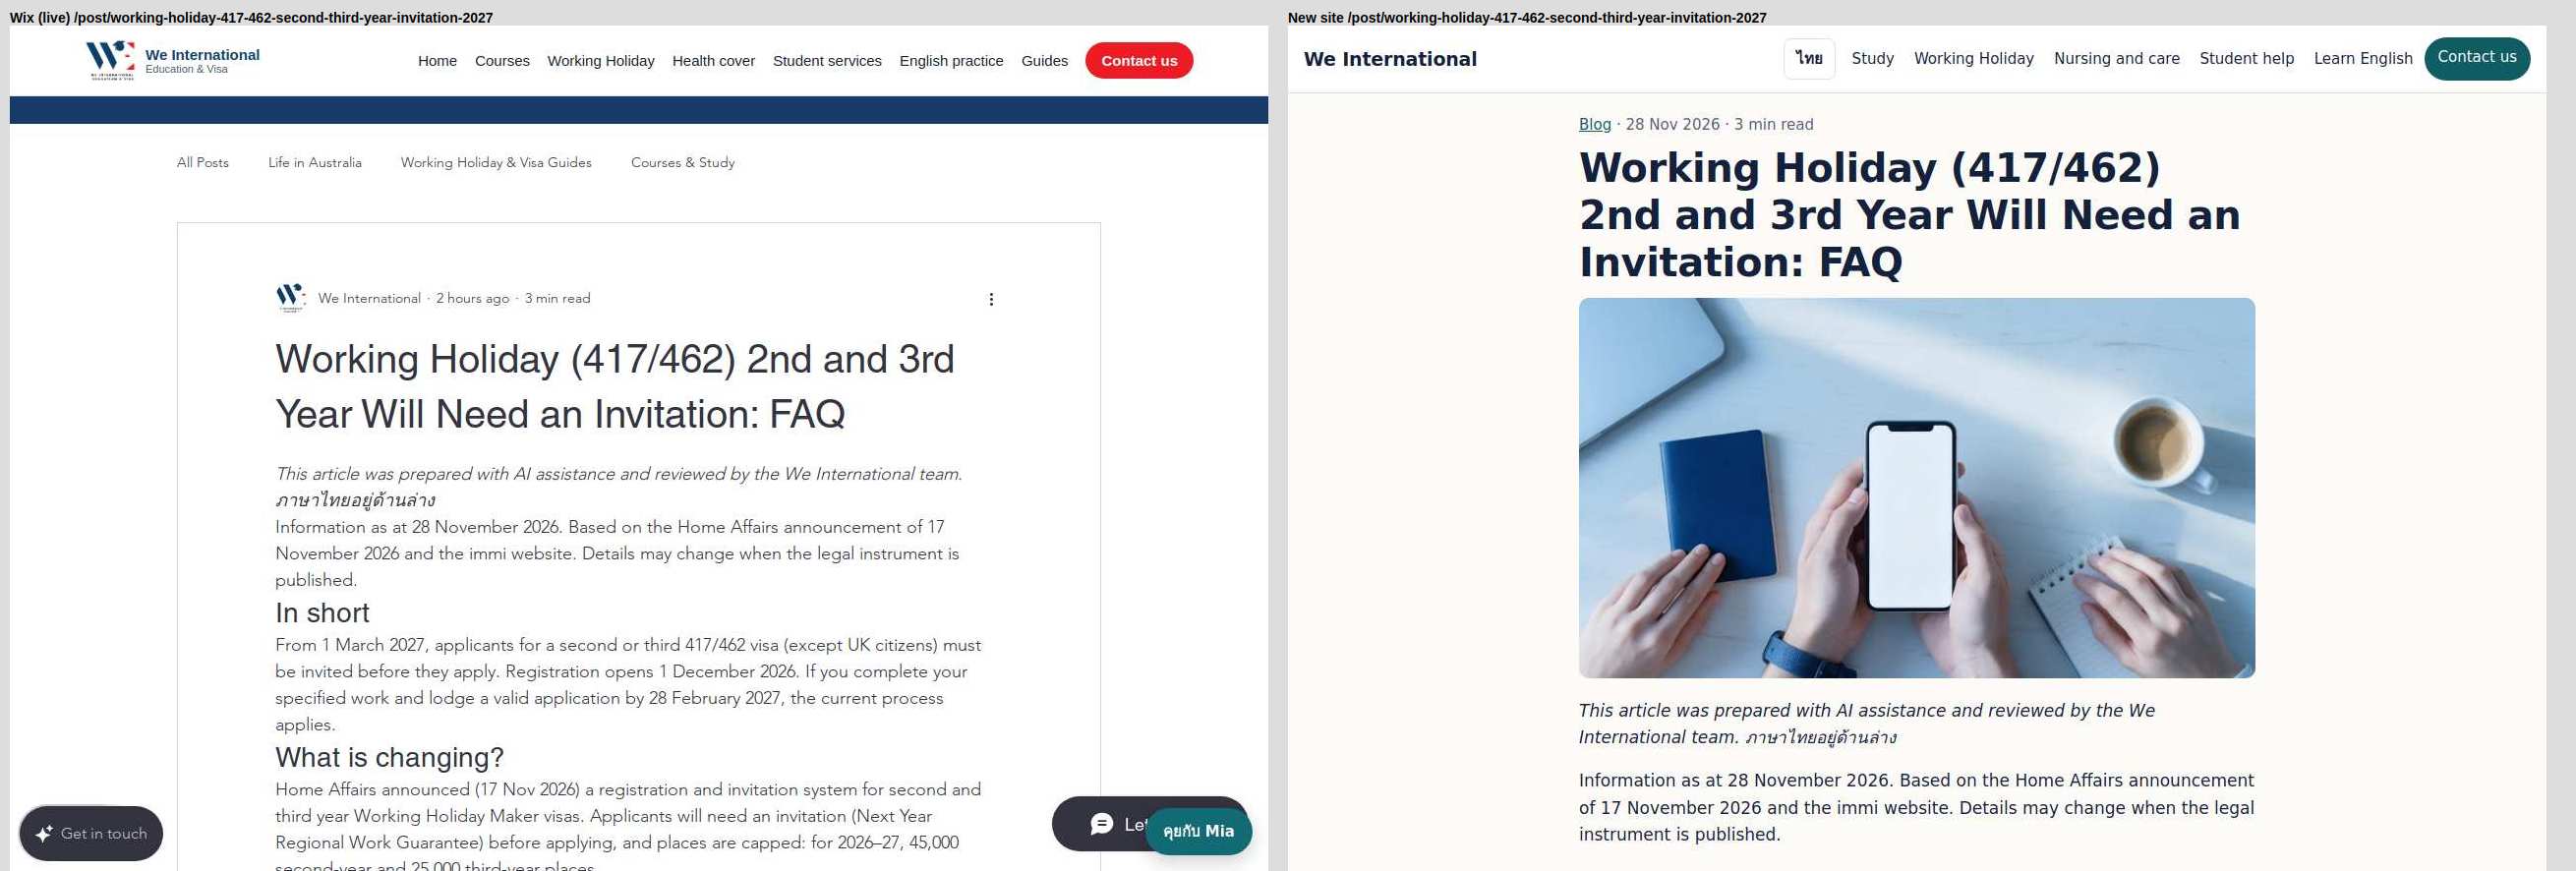 Wix (live) /post/working-holiday-417-462-second-third-year-invitation-2027
We International
Education & Visa
Home
Courses
Working Holiday
Health cover
Student services
English practice
Guides
Contact us
All Posts
Life in Australia
Working Holiday & Visa Guides
Courses & Study
We International · 2 hours ago · 3 min read
Working Holiday (417/462) 2nd and 3rd
Year Will Need an Invitation: FAQ
This article was prepared with AI assistance and reviewed by the We International team.
ภาษาไทยอยู่ด้านล่าง
Information as at 28 November 2026. Based on the Home Affairs announcement of 17
November 2026 and the immi website. Details may change when the legal instrument is
published.
In short
From 1 March 2027, applicants for a second or third 417/462 visa (except UK citizens) must
be invited before they apply. Registration opens 1 December 2026. If you complete your
specified work and lodge a valid application by 28 February 2027, the current process
applies.
What is changing?
Home Affairs announced (17 Nov 2026) a registration and invitation system for second and
third year Working Holiday Maker visas. Applicants will need an invitation (Next Year
Regional Work Guarantee) before applying, and places are capped: for 2026–27, 45,000
second-year and 25,000 third-year places.
Get in touch
Let
คุยกับ Mia
New site /post/working-holiday-417-462-second-third-year-invitation-2027
We International
ไทย
Study
Working Holiday
Nursing and care
Student help
Learn English
Contact us
Blog · 28 Nov 2026 · 3 min read
Working Holiday (417/462)
2nd and 3rd Year Will Need an
Invitation: FAQ
This article was prepared with AI assistance and reviewed by the We
International team. ภาษาไทยอยู่ด้านล่าง
Information as at 28 November 2026. Based on the Home Affairs announcement
of 17 November 2026 and the immi website. Details may change when the legal
instrument is published.